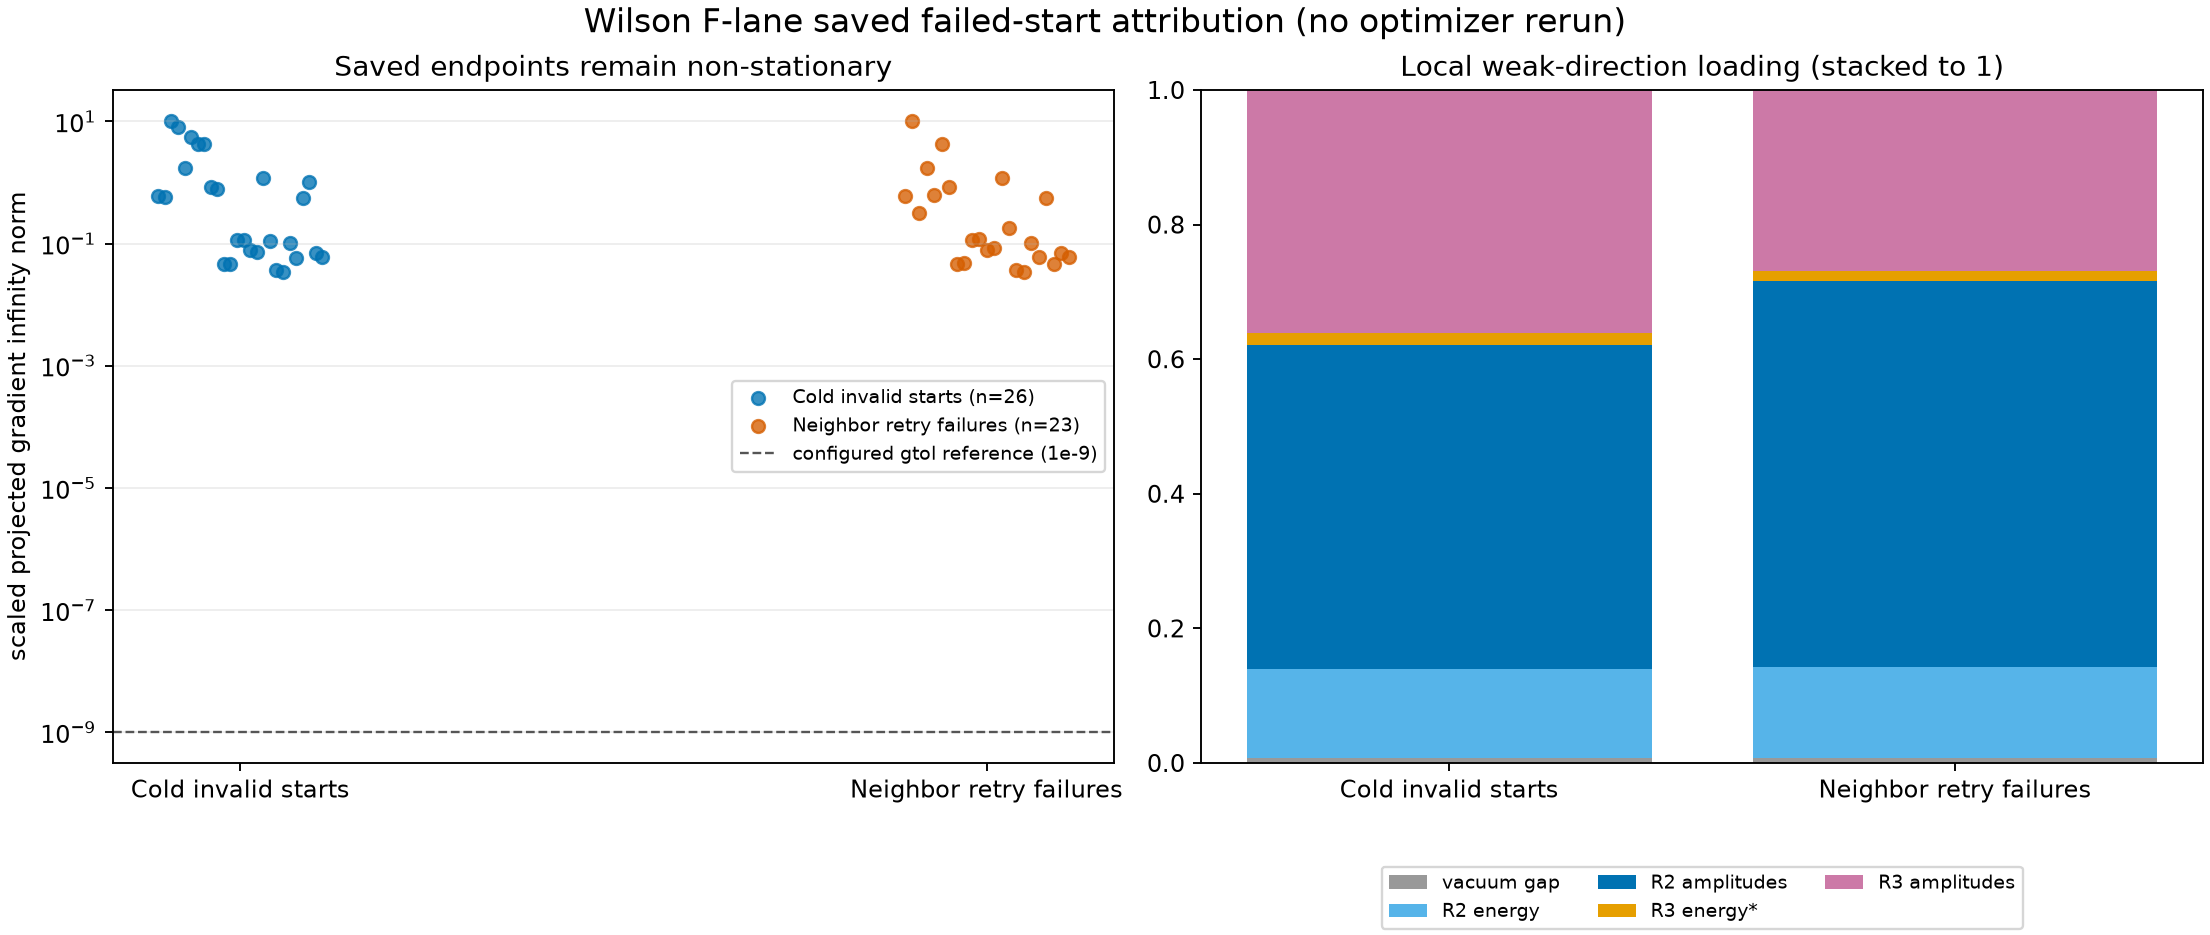 Wilson F-lane saved failed-start attribution (no optimizer rerun)
Saved endpoints remain non-stationary
scaled projected gradient infinity norm
10¹
10⁻¹
10⁻³
10⁻⁵
10⁻⁷
10⁻⁹
Cold invalid starts (n=26)
Neighbor retry failures (n=23)
configured gtol reference (1e-9)
Cold invalid starts
Neighbor retry failures
Local weak-direction loading (stacked to 1)
1.0
0.8
0.6
0.4
0.2
0.0
Cold invalid starts
Neighbor retry failures
vacuum gap
R2 energy
R2 amplitudes
R3 energy*
R3 amplitudes